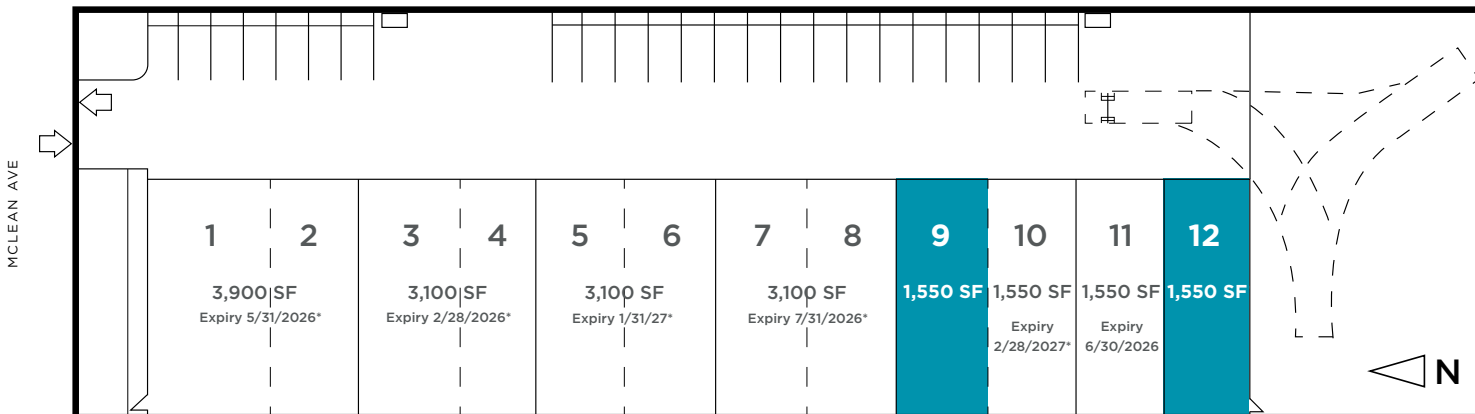 MCLEAN AVE
1 2
3,900 SF
Expiry 5/31/2026*
3 4
3,100 SF
Expiry 2/28/2026*
5 6
3,100 SF
Expiry 1/31/27*
7 8
3,100 SF
Expiry 7/31/2026*
9
1,550 SF
10
1,550 SF
Expiry
2/28/2027*
11
1,550 SF
Expiry
6/30/2026
12
1,550 SF
N